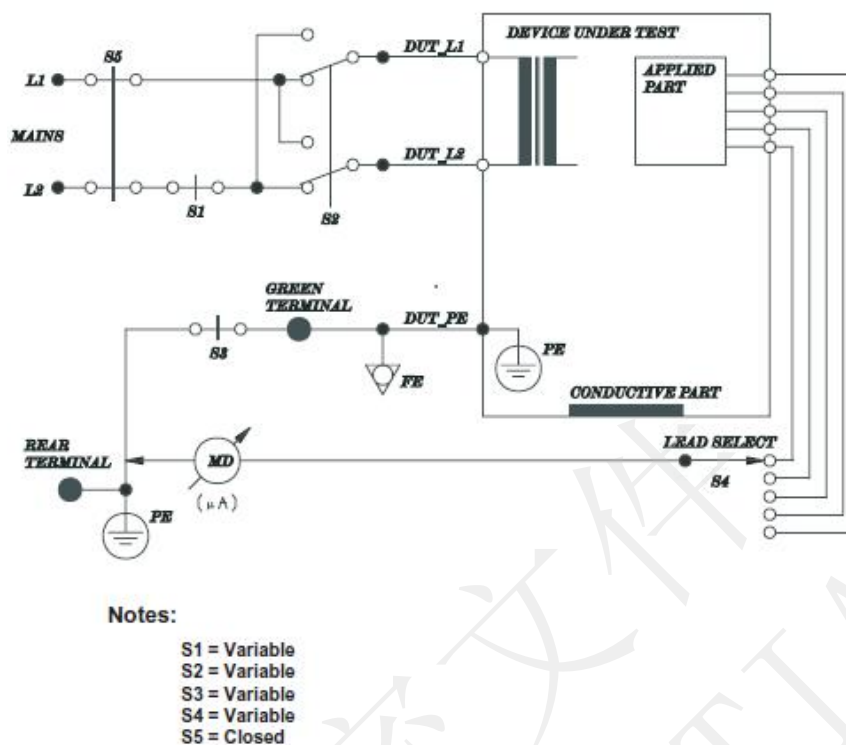 S5
L1
MAINS
L2
S1
S2
DUT_L1
DUT_L2
DEVICE UNDER TEST
APPLIED
PART
GREEN
TERMINAL
S3
DUT_PE
FE
PE
CONDUCTIVE PART
REAR
TERMINAL
PE
MD
(μA)
LEAD SELECT
S4
Notes:
S1 = Variable
S2 = Variable
S3 = Variable
S4 = Variable
S5 = Closed
文件